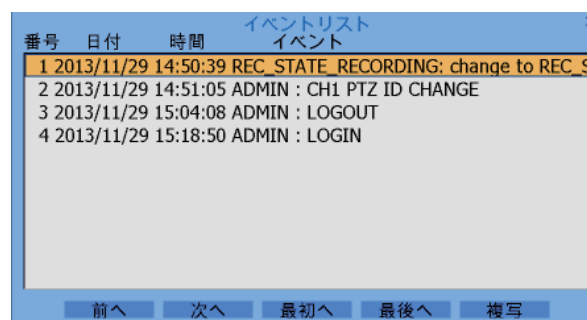 イベントリスト
番号 日付 時間 イベント
1 2013/11/29 14:50:39 REC_STATE_RECORDING: change to REC_S
2 2013/11/29 14:51:05 ADMIN : CH1 PTZ ID CHANGE
3 2013/11/29 15:04:08 ADMIN : LOGOUT
4 2013/11/29 15:18:50 ADMIN : LOGIN
前へ 次へ 最初へ 最後へ 複写